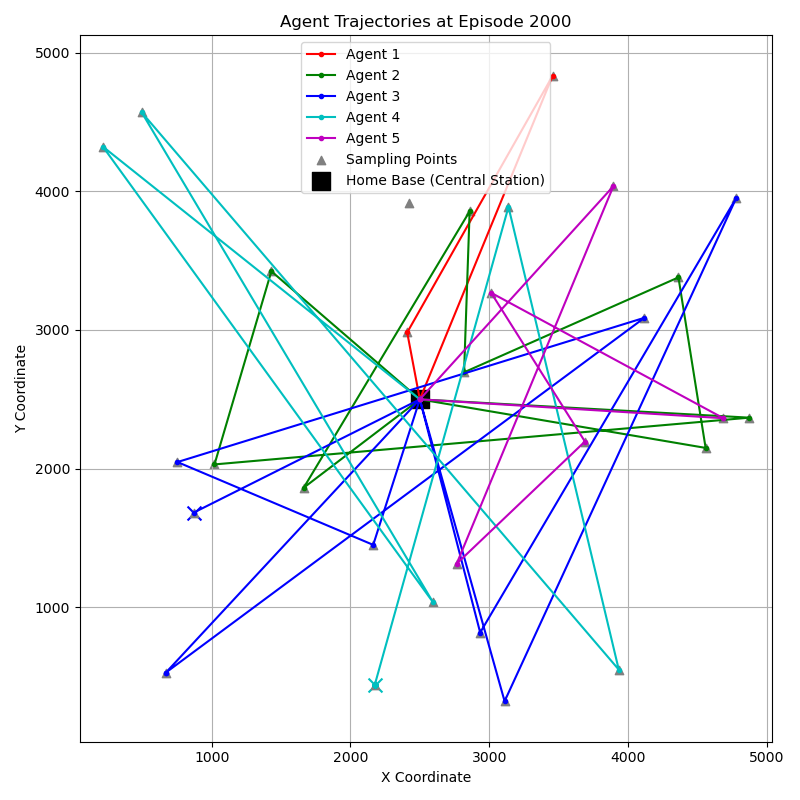 Agent Trajectories at Episode 2000
Agent 1
Agent 2
Agent 3
Agent 4
Agent 5
Sampling Points
Home Base (Central Station)
5000
4000
3000
2000
1000
Y Coordinate
1000
2000
3000
4000
5000
X Coordinate